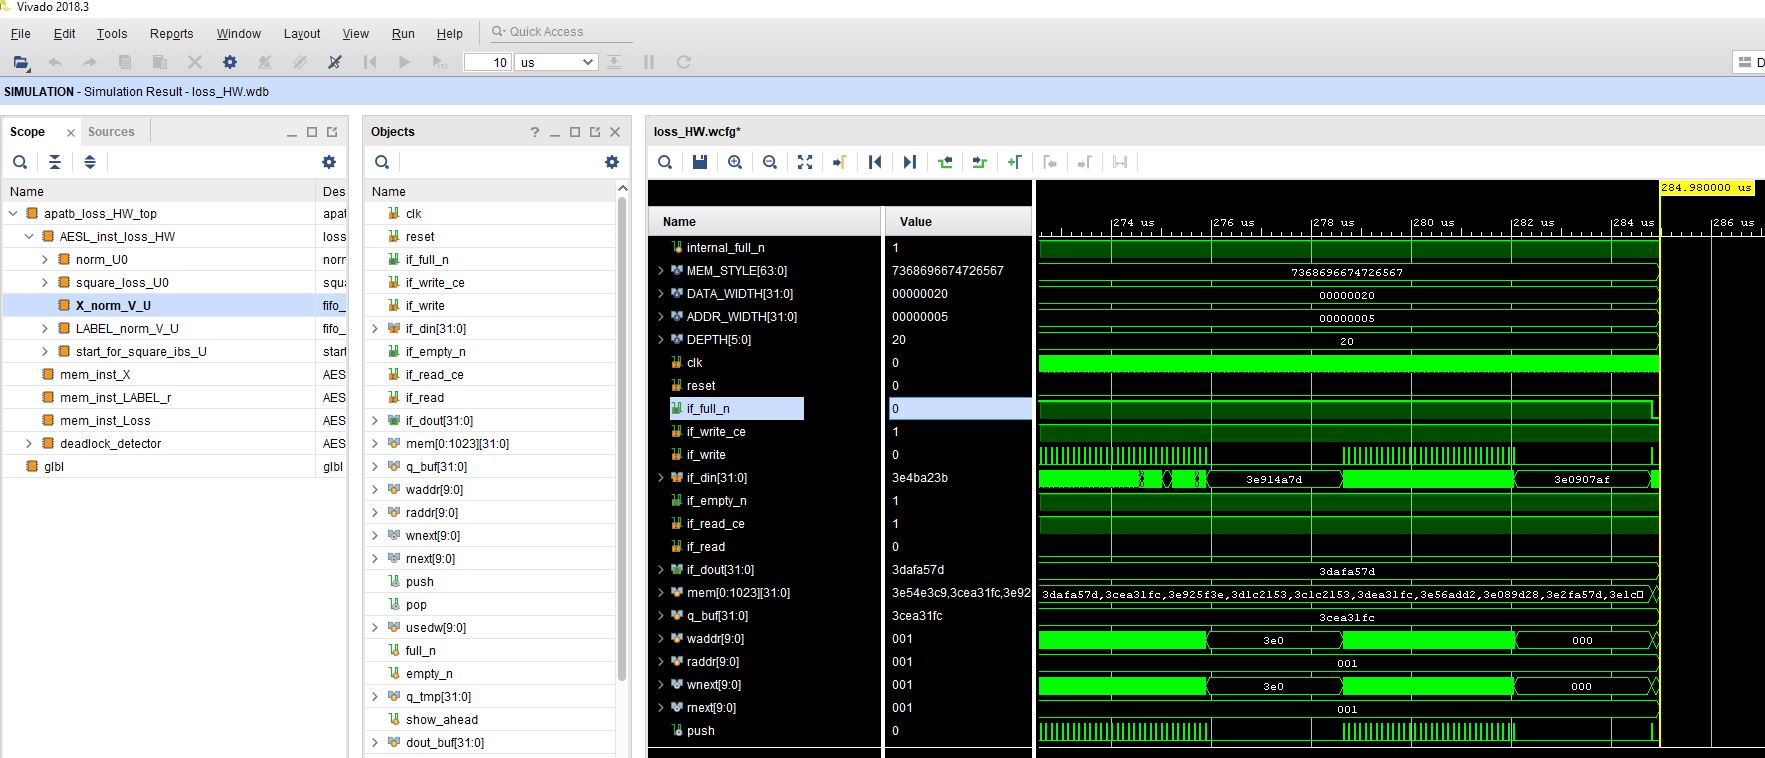 Vivado 2018.3
File Edit Tools Reports Window Layout View Run Help Quick Access
10 us
SIMULATION - Simulation Result - loss_HW.wdb
Scope Sources
Name Des
apatb_loss_HW_top apat
AESL_inst_loss_HW loss
norm_U0 norr
square_loss_U0 squa
X_norm_V_U fifo_
LABEL_norm_V_U fifo_
start_for_square_ibs_U start
mem_inst_X AES
mem_inst_LABEL_r AES
mem_inst_Loss AES
deadlock_detector AES
glbl glbl
Objects
Name
clk
reset
if_full_n
if_write_ce
if_write
if_din[31:0]
if_empty_n
if_read_ce
if_read
if_dout[31:0]
mem[0:1023][31:0]
q_buf[31:0]
waddr[9:0]
raddr[9:0]
wnext[9:0]
rnext[9:0]
push
pop
usedw[9:0]
full_n
empty_n
q_tmp[31:0]
show_ahead
dout_buf[31:0]
loss_HW.wcfg*
284.980000 us
Name Value 274 us 276 us 278 us 280 us 282 us 284 us 286 us
internal_full_n 1
MEM_STYLE[63:0] 7368696674726567 7368696674726567
DATA_WIDTH[31:0] 00000020 00000020
ADDR_WIDTH[31:0] 00000005 00000005
DEPTH[5:0] 20 20
clk 0
reset 0
if_full_n 0
if_write_ce 1
if_write 0
if_din[31:0] 3e4ba23b 3e914a7d 3e0907af
if_empty_n 1
if_read_ce 1
if_read 0
if_dout[31:0] 3dafa57d 3dafa57d
mem[0:1023][31:0] 3e54e3c9,3cea31fc,3e92 3dafa57d,3cea31fc,3e925f3e,3d1c2153,3c1c2153,3dea31fc,3e56add2,3e089d28,3e2fa57d,3e1c
q_buf[31:0] 3cea31fc 3cea31fc
waddr[9:0] 001 3e0 000
raddr[9:0] 001 001
wnext[9:0] 001 3e0 000
rnext[9:0] 001 001
push 0